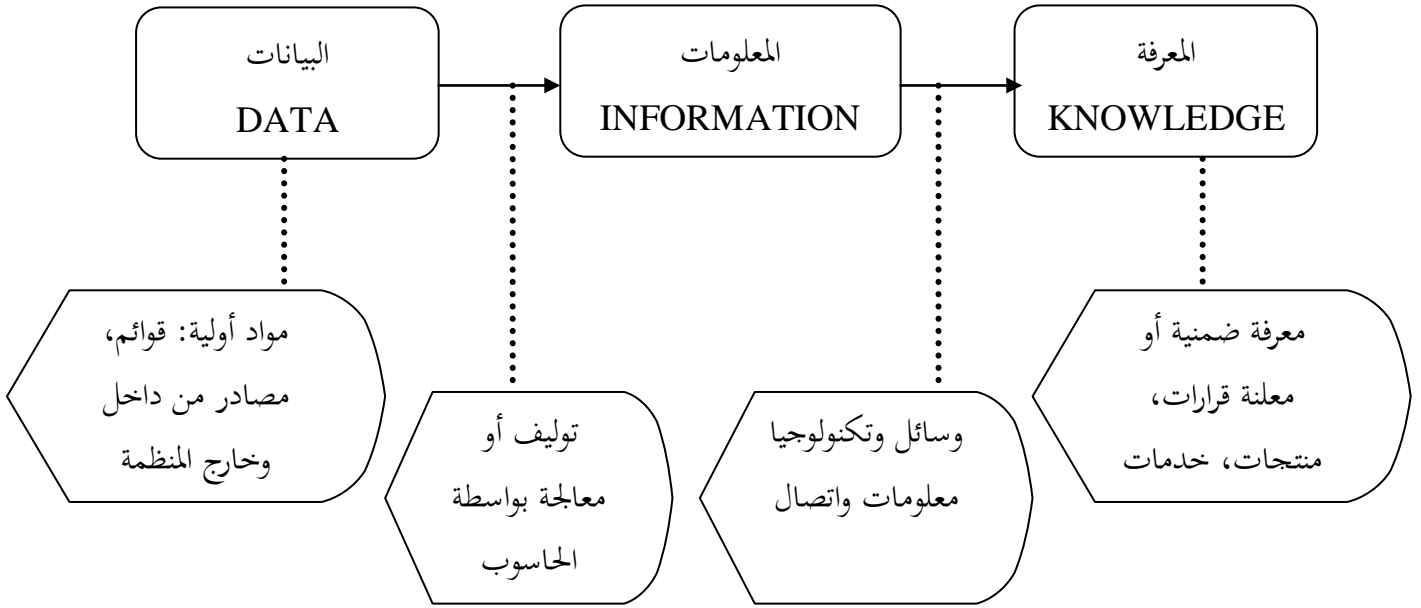 البيانات
DATA
المعلومات
INFORMATION
المعرفة
KNOWLEDGE
مواد أولية: قوائم،
مصادر من داخل
وخارج المنظمة
توليف أو
معالجة بواسطة
الحاسوب
وسائل وتكنولوجيا
معلومات واتصال
معرفة ضمنية أو
معلنة قرارات،
منتجات، خدمات